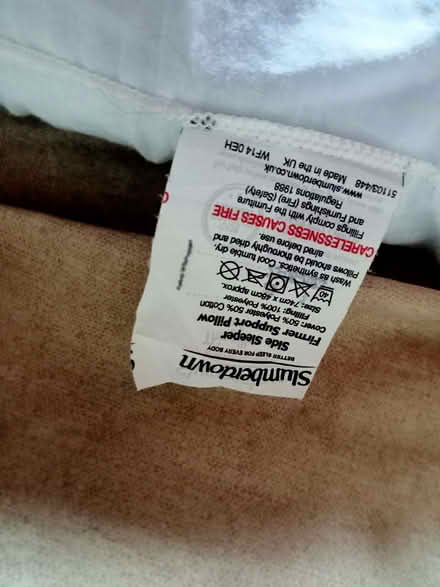 Slumberdown
BETTER SLEEP FOR EVERY BODY
Side Sleeper
Firmer Support Pillow
Cover: 50% Polyester 50% Cotton
Filling: 100% Polyester
Size: 74cm x 48cm approx.
40
Wash as synthetics. Cool tumble dry.
Pillows should be thoroughly dried and
aired before use.
CARELESSNESS CAUSES FIRE
Fillings comply with the Furniture
and Furnishings (Fire) (Safety)
Regulations 1988
www.slumberdown.co.uk
51103/448 Made in the UK WF14 0EH